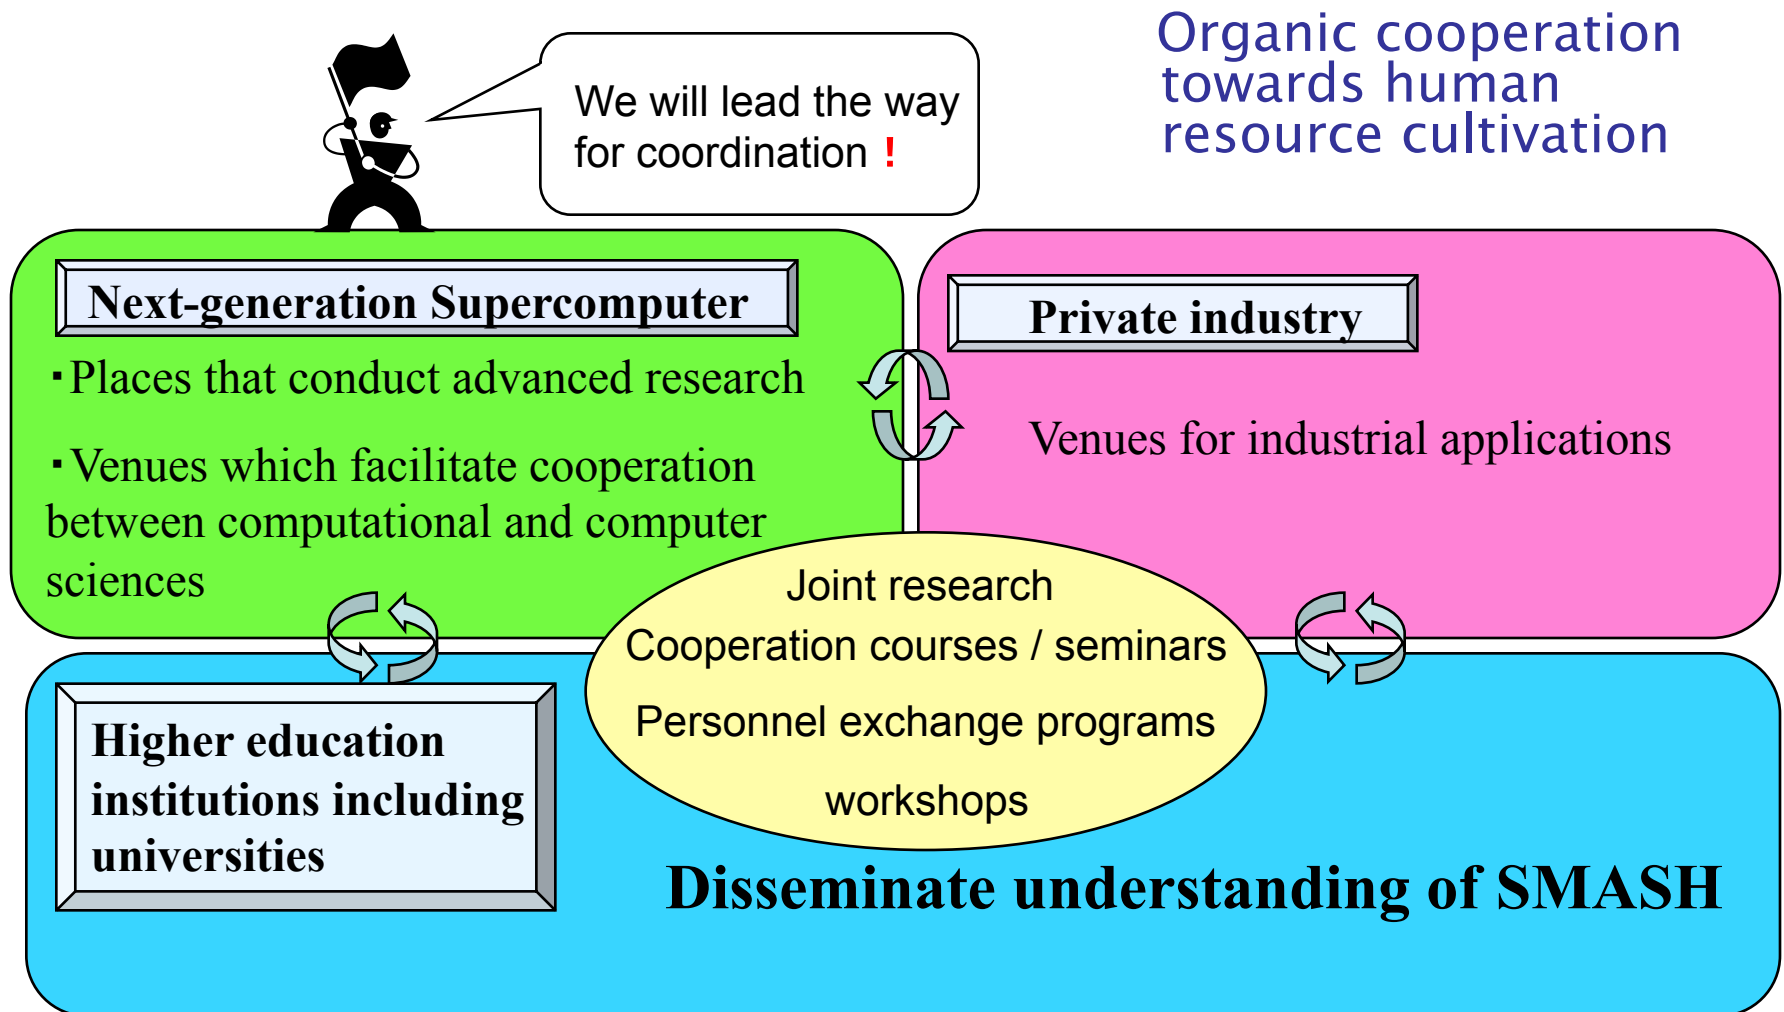 Organic cooperation
towards human
resource cultivation
We will lead the way
for coordination !
Next-generation Supercomputer
▪Places that conduct advanced research
▪Venues which facilitate cooperation
between computational and computer
sciences
Private industry
Venues for industrial applications
Joint research
Cooperation courses / seminars
Personnel exchange programs
workshops
Higher education
institutions including
universities
Disseminate understanding of SMASH